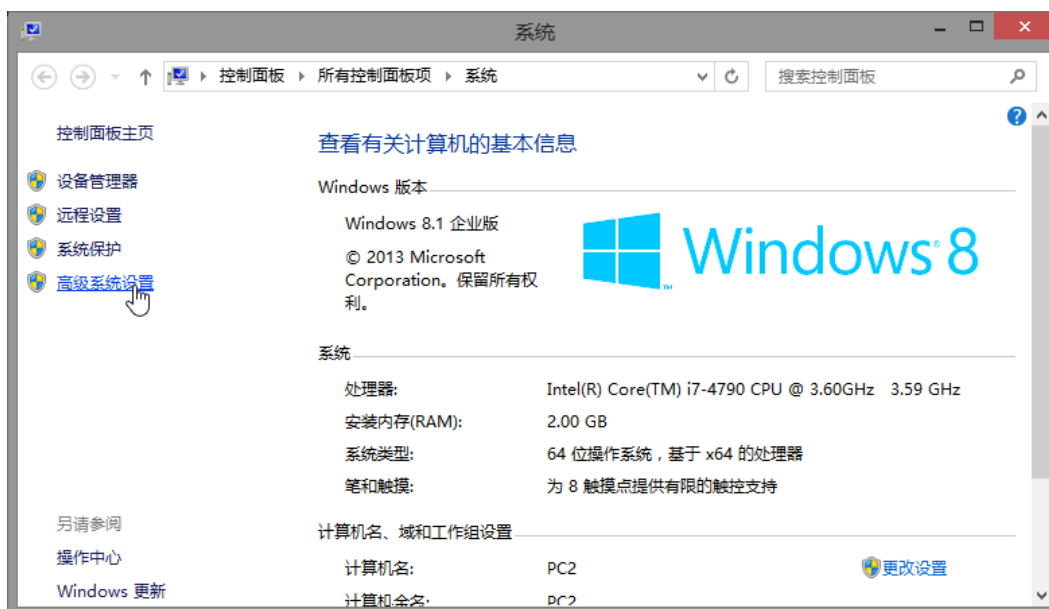 系统
控制面板 所有控制面板项 系统
搜索控制面板
控制面板主页
设备管理器
远程设置
系统保护
高级系统设置
另请参阅
操作中心
Windows 更新
查看有关计算机的基本信息
Windows 版本
Windows 8.1 企业版
© 2013 Microsoft
Corporation。保留所有权
利。
Windows® 8
TM
系统
处理器: Intel(R) Core(TM) i7-4790 CPU @ 3.60GHz 3.59 GHz
安装内存(RAM): 2.00 GB
系统类型: 64 位操作系统，基于 x64 的处理器
笔和触摸: 为 8 触摸点提供有限的触控支持
计算机名、域和工作组设置
计算机名: PC2 更改设置
计算机全名: PC2